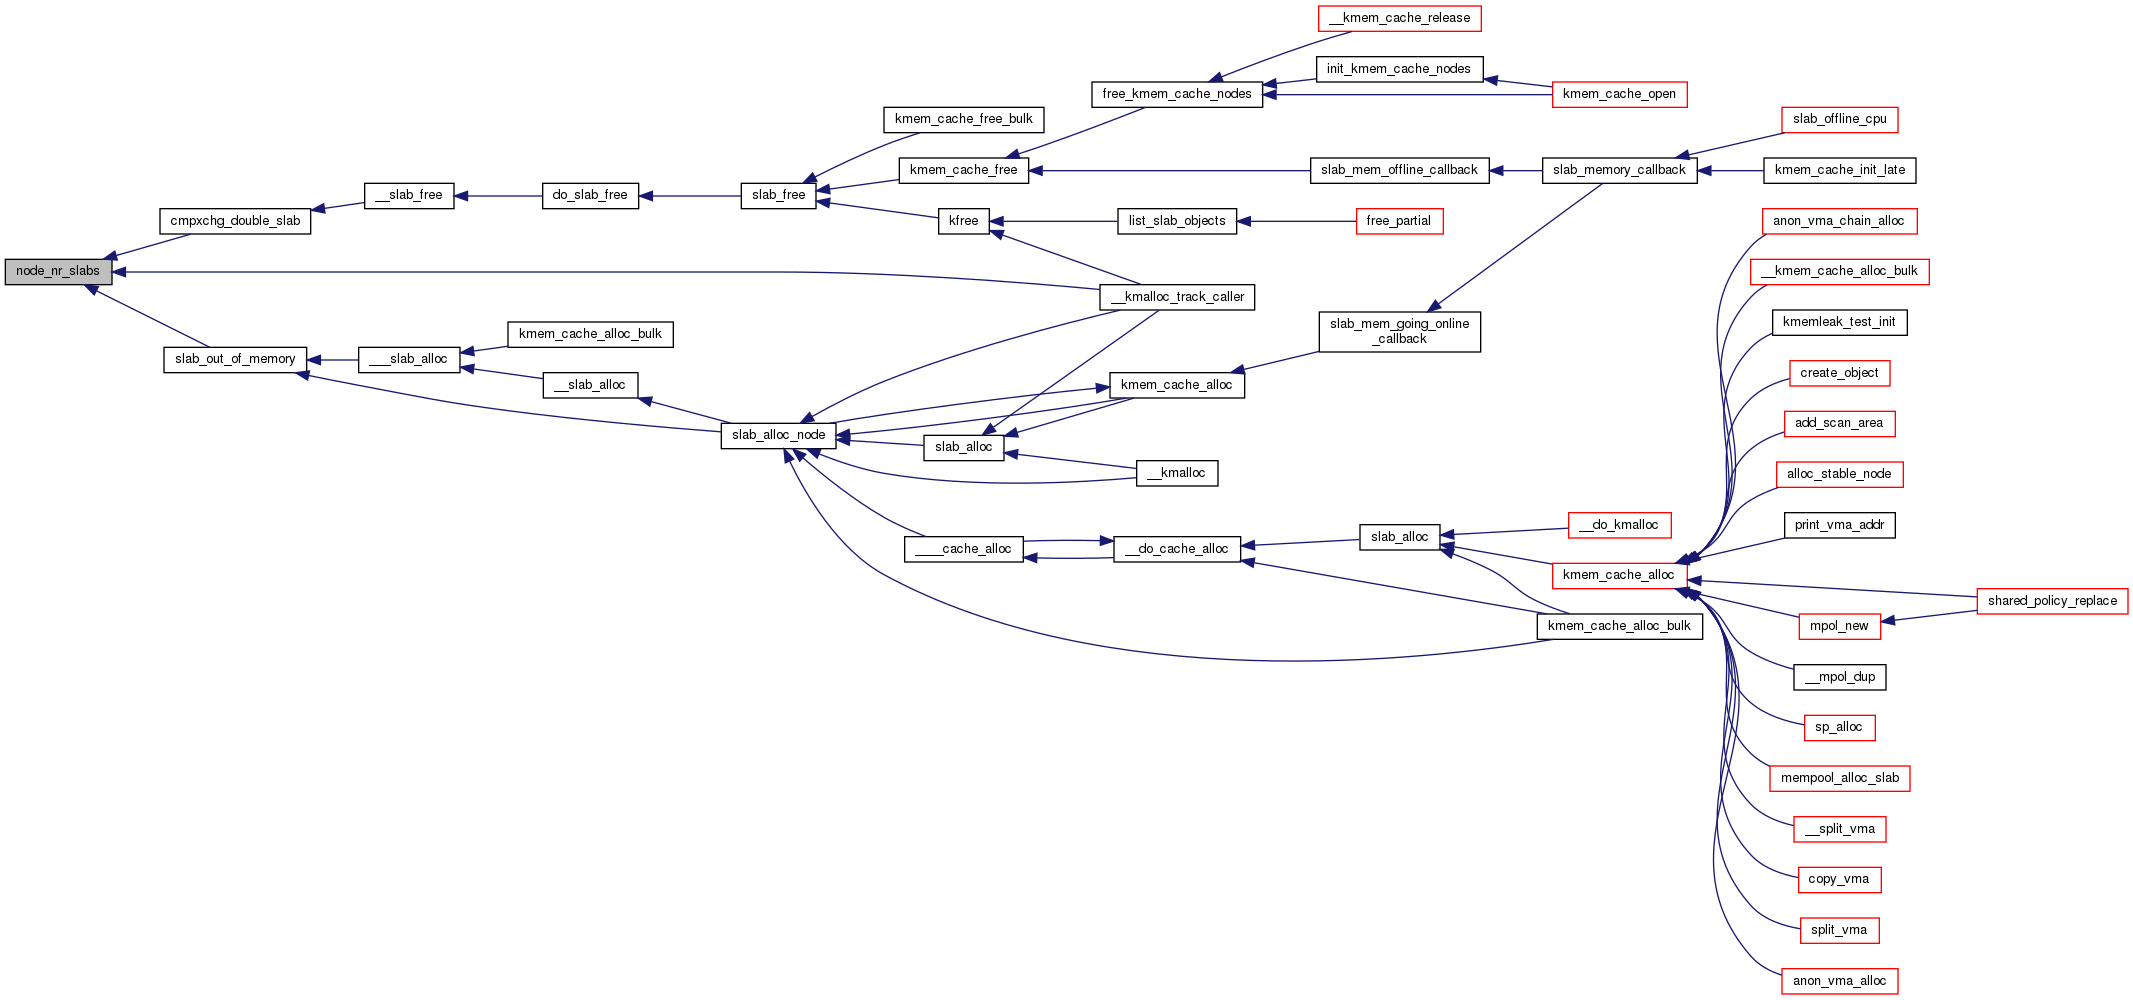 __kmem_cache_release
init_kmem_cache_nodes
free_kmem_cache_nodes
kmem_cache_open
kmem_cache_free_bulk
slab_offline_cpu
kmem_cache_free
slab_mem_offline_callback
slab_memory_callback
kmem_cache_init_late
__slab_free
do_slab_free
slab_free
cmpxchg_double_slab
kfree
list_slab_objects
free_partial
anon_vma_chain_alloc
node_nr_slabs
__kmem_cache_alloc_bulk
__kmalloc_track_caller
kmem_cache_alloc_bulk
slab_mem_going_online
_callback
kmemleak_test_init
slab_out_of_memory
___slab_alloc
__slab_alloc
kmem_cache_alloc
create_object
slab_alloc_node
slab_alloc
add_scan_area
__kmalloc
alloc_stable_node
__do_kmalloc
print_vma_addr
____cache_alloc
__do_cache_alloc
slab_alloc
kmem_cache_alloc
shared_policy_replace
kmem_cache_alloc_bulk
mpol_new
__mpol_dup
sp_alloc
mempool_alloc_slab
__split_vma
copy_vma
split_vma
anon_vma_alloc